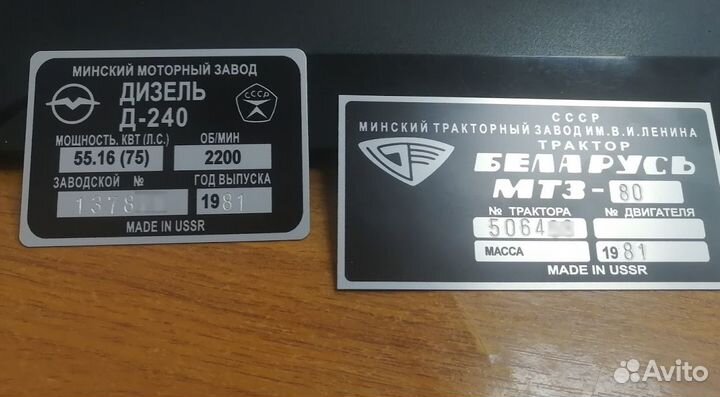 МИНСКИЙ МОТОРНЫЙ ЗАВОД
ДИЗЕЛЬ
Д-240
СССР
МОЩНОСТЬ. КВТ (Л.С.) ОБ/МИН
55.16 (75) 2200
ЗАВОДСКОЙ № ГОД ВЫПУСКА
1378 1981
MADE IN USSR
СССР
МИНСКИЙ ТРАКТОРНЫЙ ЗАВОД ИМ.В.И.ЛЕНИНА
ТРАКТОР
БЕЛАРУСЬ
МТЗ-80
№ ТРАКТОРА № ДВИГАТЕЛЯ
5064
МАССА 1981
MADE IN USSR
Avito